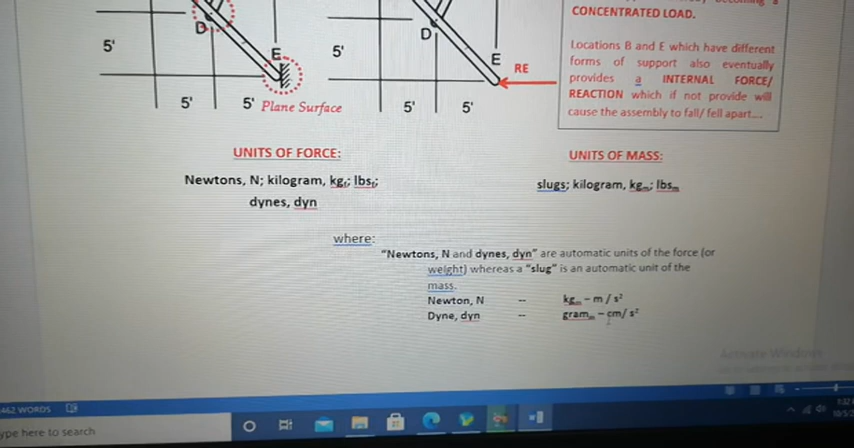 D
5'
E
5'
5'
Plane Surface
D
5'
E
RE
5'
5'
CONCENTRATED LOAD.
Locations B and E which have different
forms of support also eventually
provides a INTERNAL FORCE/
REACTION which if not provide will
cause the assembly to fall/ fell apart....
UNITS OF FORCE:
Newtons, N; kilogram, kgf; lbsf;
dynes, dyn
UNITS OF MASS:
slugs; kilogram, kgm; lbsm
where:
"Newtons, N and dynes, dyn" are automatic units of the force (or
weight) whereas a "slug" is an automatic unit of the
mass.
Newton, N -- kgm – m / s²
Dyne, dyn -- gramm – cm/ s²
Activate Windows
462 WORDS
ype here to search